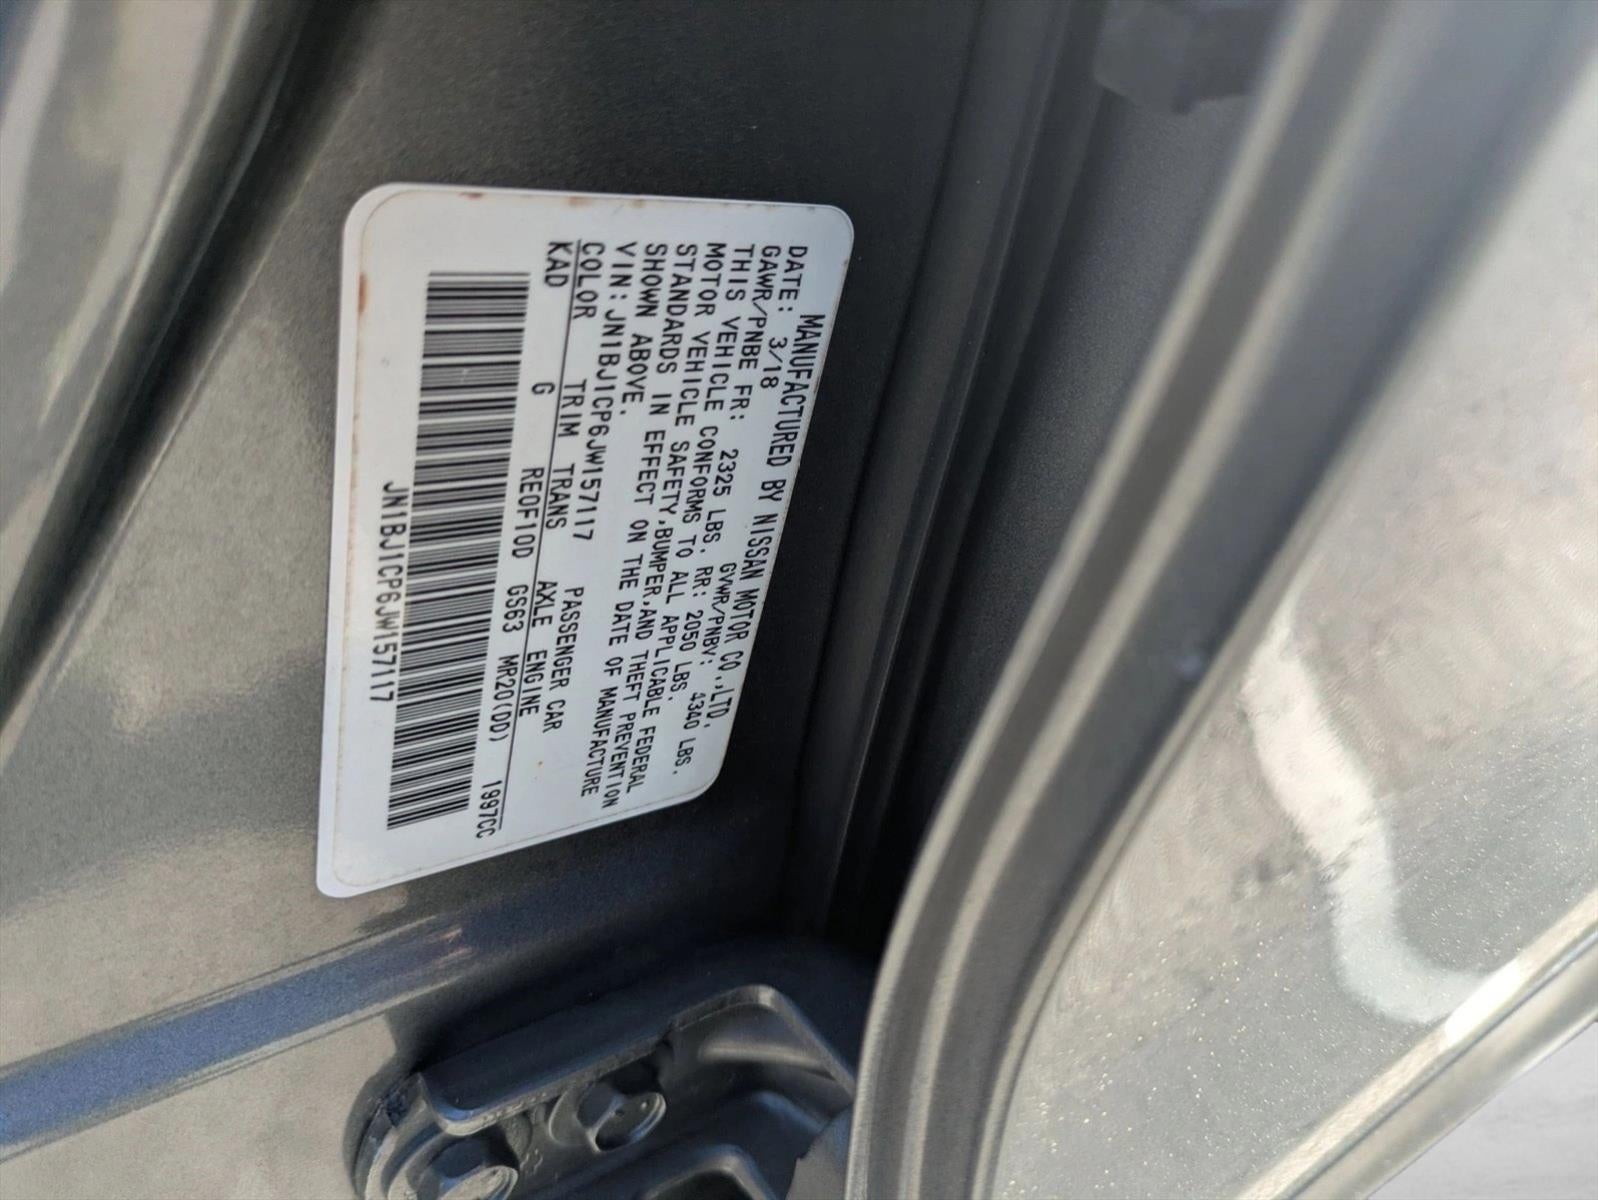 MANUFACTURED BY NISSAN MOTOR CO.,LTD.
DATE: 3/18 GVWR/PNBV: 4340 LBS.
GAWR/PNBE FR: 2325 LBS. RR: 2050 LBS.
THIS VEHICLE CONFORMS TO ALL APPLICABLE FEDERAL
MOTOR VEHICLE SAFETY,BUMPER,AND THEFT PREVENTION
STANDARDS IN EFFECT ON THE DATE OF MANUFACTURE
SHOWN ABOVE.
VIN:JN1BJ1CP6JW157117 PASSENGER CAR
COLOR TRIM TRANS AXLE ENGINE
KAD G RE0F10D GS63 MR20(DD) 1997CC
JN1BJ1CP6JW157117